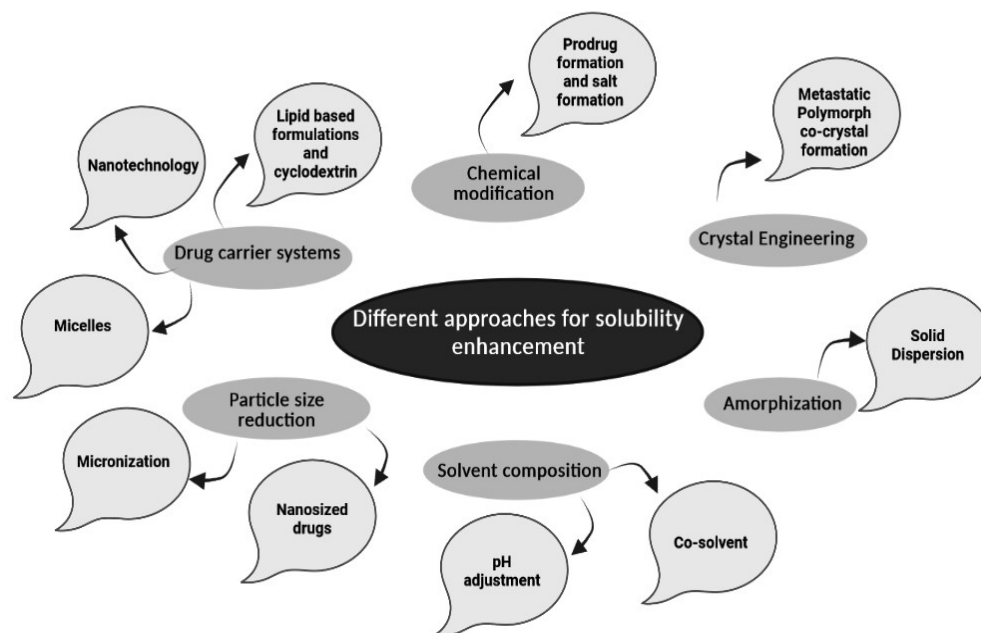 Prodrug
formation
and salt
formation
Metastatic
Polymorph
co-crystal
formation
Lipid based
formulations
and
cyclodextrin
Nanotechnology
Chemical
modification
Crystal Engineering
Drug carrier systems
Micelles
Different approaches for solubility
enhancement
Solid
Dispersion
Particle size
reduction
Amorphization
Micronization
Solvent composition
Nanosized
drugs
Co-solvent
pH
adjustment